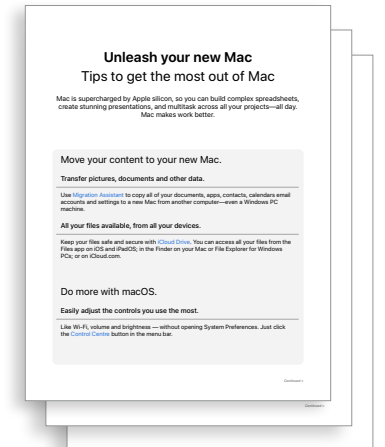 Unleash your new Mac
Tips to get the most out of Mac
Mac is supercharged by Apple silicon, so you can build complex spreadsheets,
create stunning presentations, and multitask across all your projects—all day.
Mac makes work better.
Move your content to your new Mac.
Transfer pictures, documents and other data.
Use Migration Assistant to copy all of your documents, apps, contacts, calendars email
accounts and settings to a new Mac from another computer—even a Windows PC
machine.
All your files available, from all your devices.
Keep your files safe and secure with iCloud Drive. You can access all your files from the
Files app on iOS and iPadOS; in the Finder on your Mac or File Explorer for Windows
PCs; or on iCloud.com.
Do more with macOS.
Easily adjust the controls you use the most.
Like Wi-Fi, volume and brightness — without opening System Preferences. Just click
the Control Centre button in the menu bar.